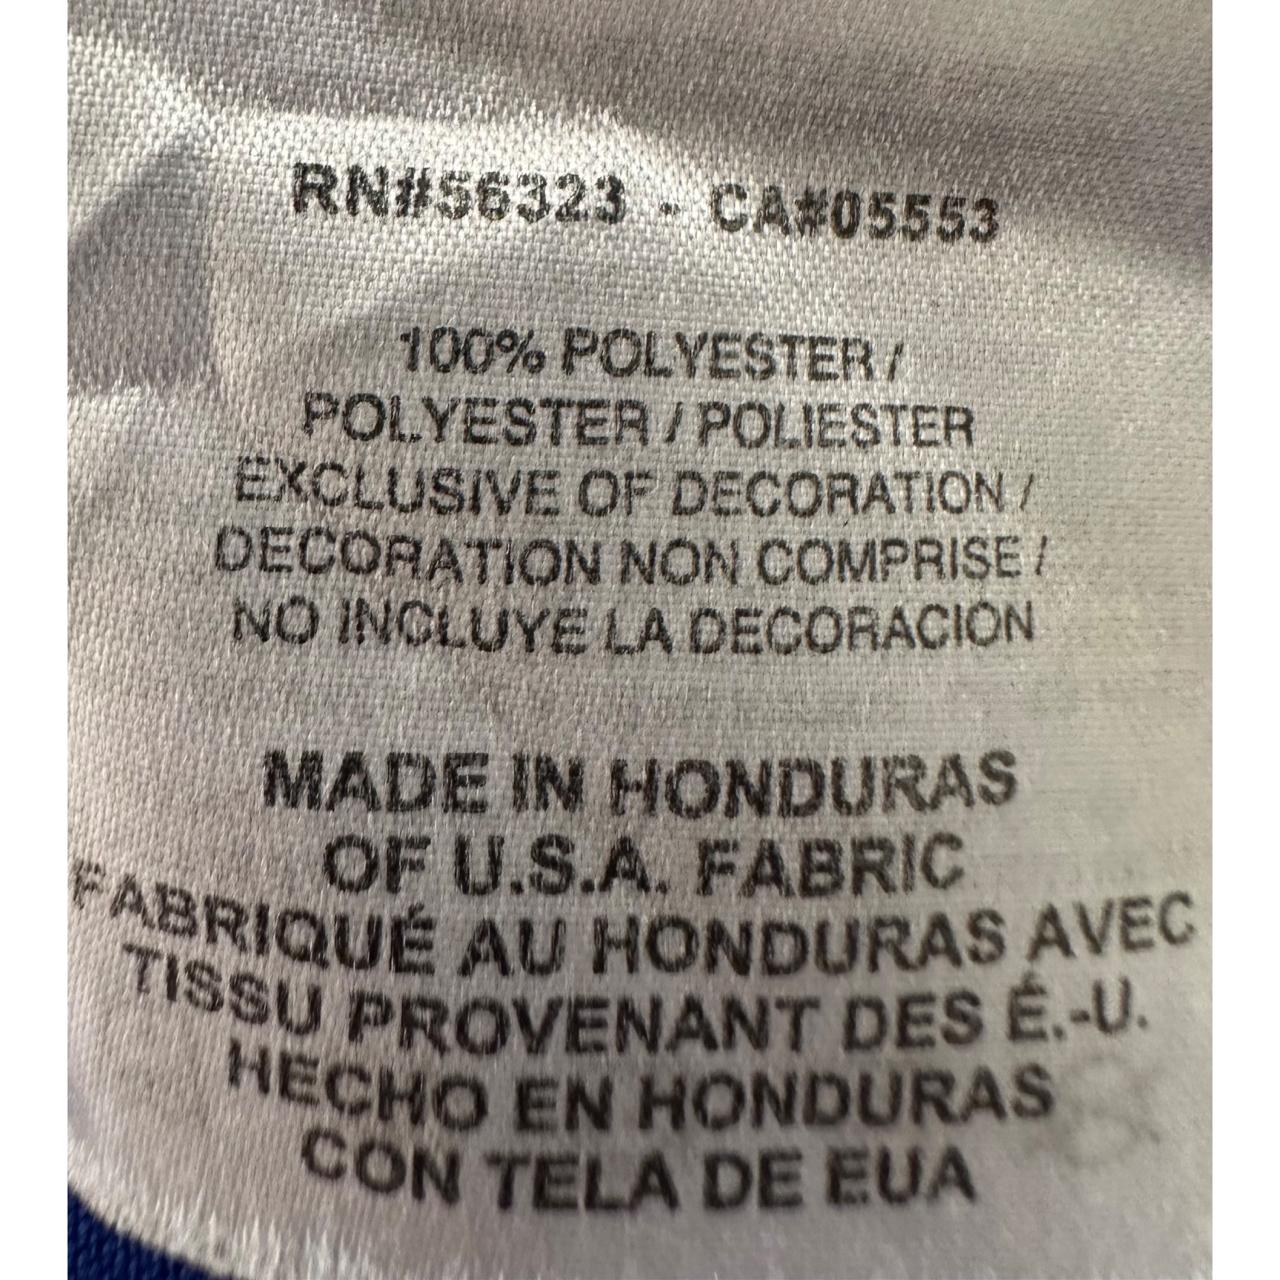 RN#56323 - CA#05553
100% POLYESTER /
POLYESTER / POLIESTER
EXCLUSIVE OF DECORATION /
DECORATION NON COMPRISE /
NO INCLUYE LA DECORACION
MADE IN HONDURAS
OF U.S.A. FABRIC
FABRIQUÉ AU HONDURAS AVEC
TISSU PROVENANT DES É.-U.
HECHO EN HONDURAS
CON TELA DE EUA